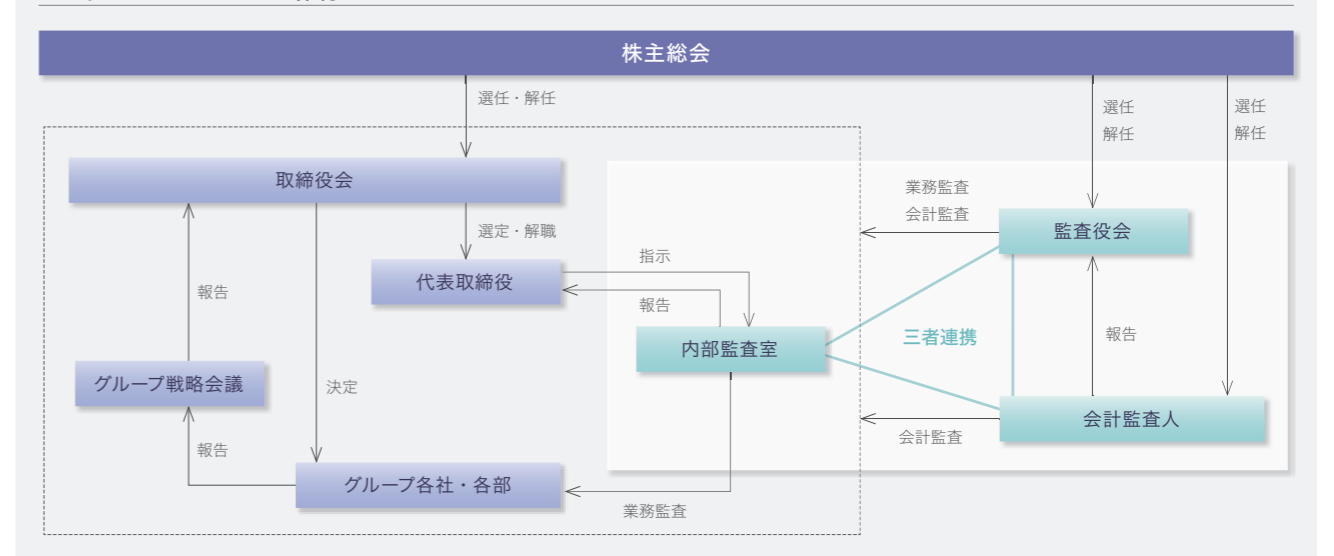 株主総会
選任・解任
選任
解任
選任
解任
取締役会
業務監査
会計監査
監査役会
選定・解職
指示
代表取締役
報告
報告
内部監査室
三者連携
報告
グループ戦略会議
決定
会計監査人
会計監査
報告
グループ各社・各部
業務監査